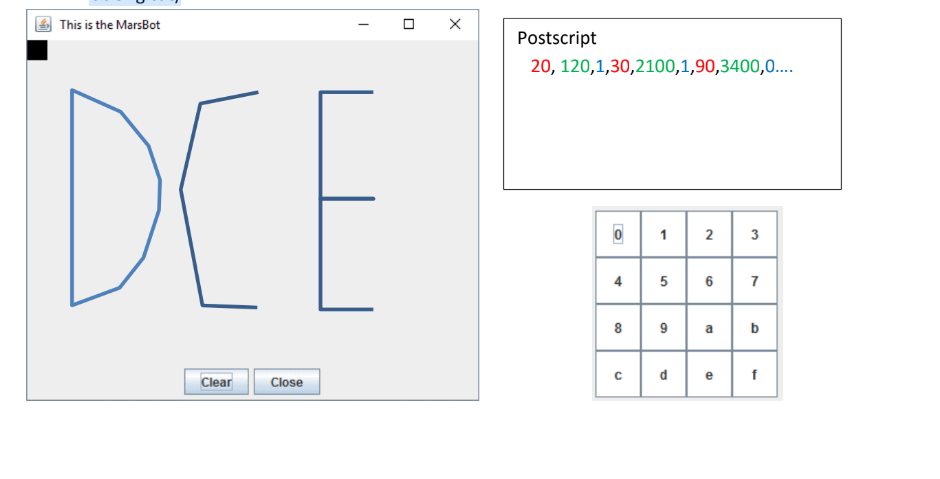 This is the MarsBot
DCE
Clear
Close
Postscript
20, 120,1,30,2100,1,90,3400,0....
0 1 2 3
4 5 6 7
8 9 a b
c d e f